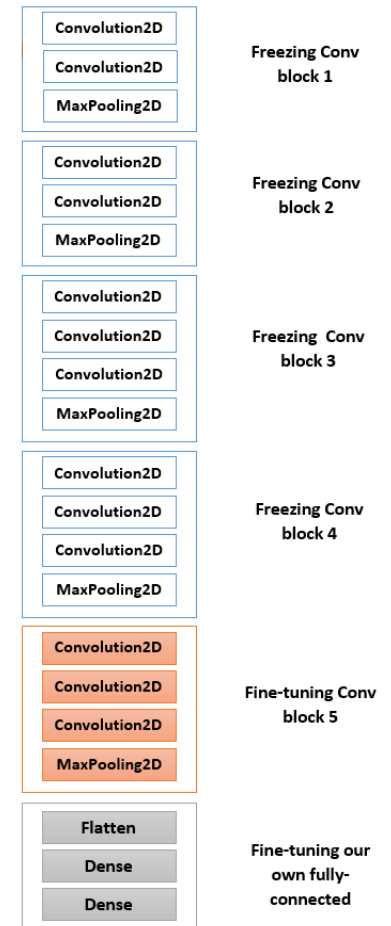 Convolution2D
Convolution2D
MaxPooling2D
Freezing Conv
block 1
Convolution2D
Convolution2D
MaxPooling2D
Freezing Conv
block 2
Convolution2D
Convolution2D
Convolution2D
MaxPooling2D
Freezing Conv
block 3
Convolution2D
Convolution2D
Convolution2D
MaxPooling2D
Freezing Conv
block 4
Convolution2D
Convolution2D
Convolution2D
MaxPooling2D
Fine-tuning Conv
block 5
Flatten
Dense
Dense
Fine-tuning our
own fully-
connected